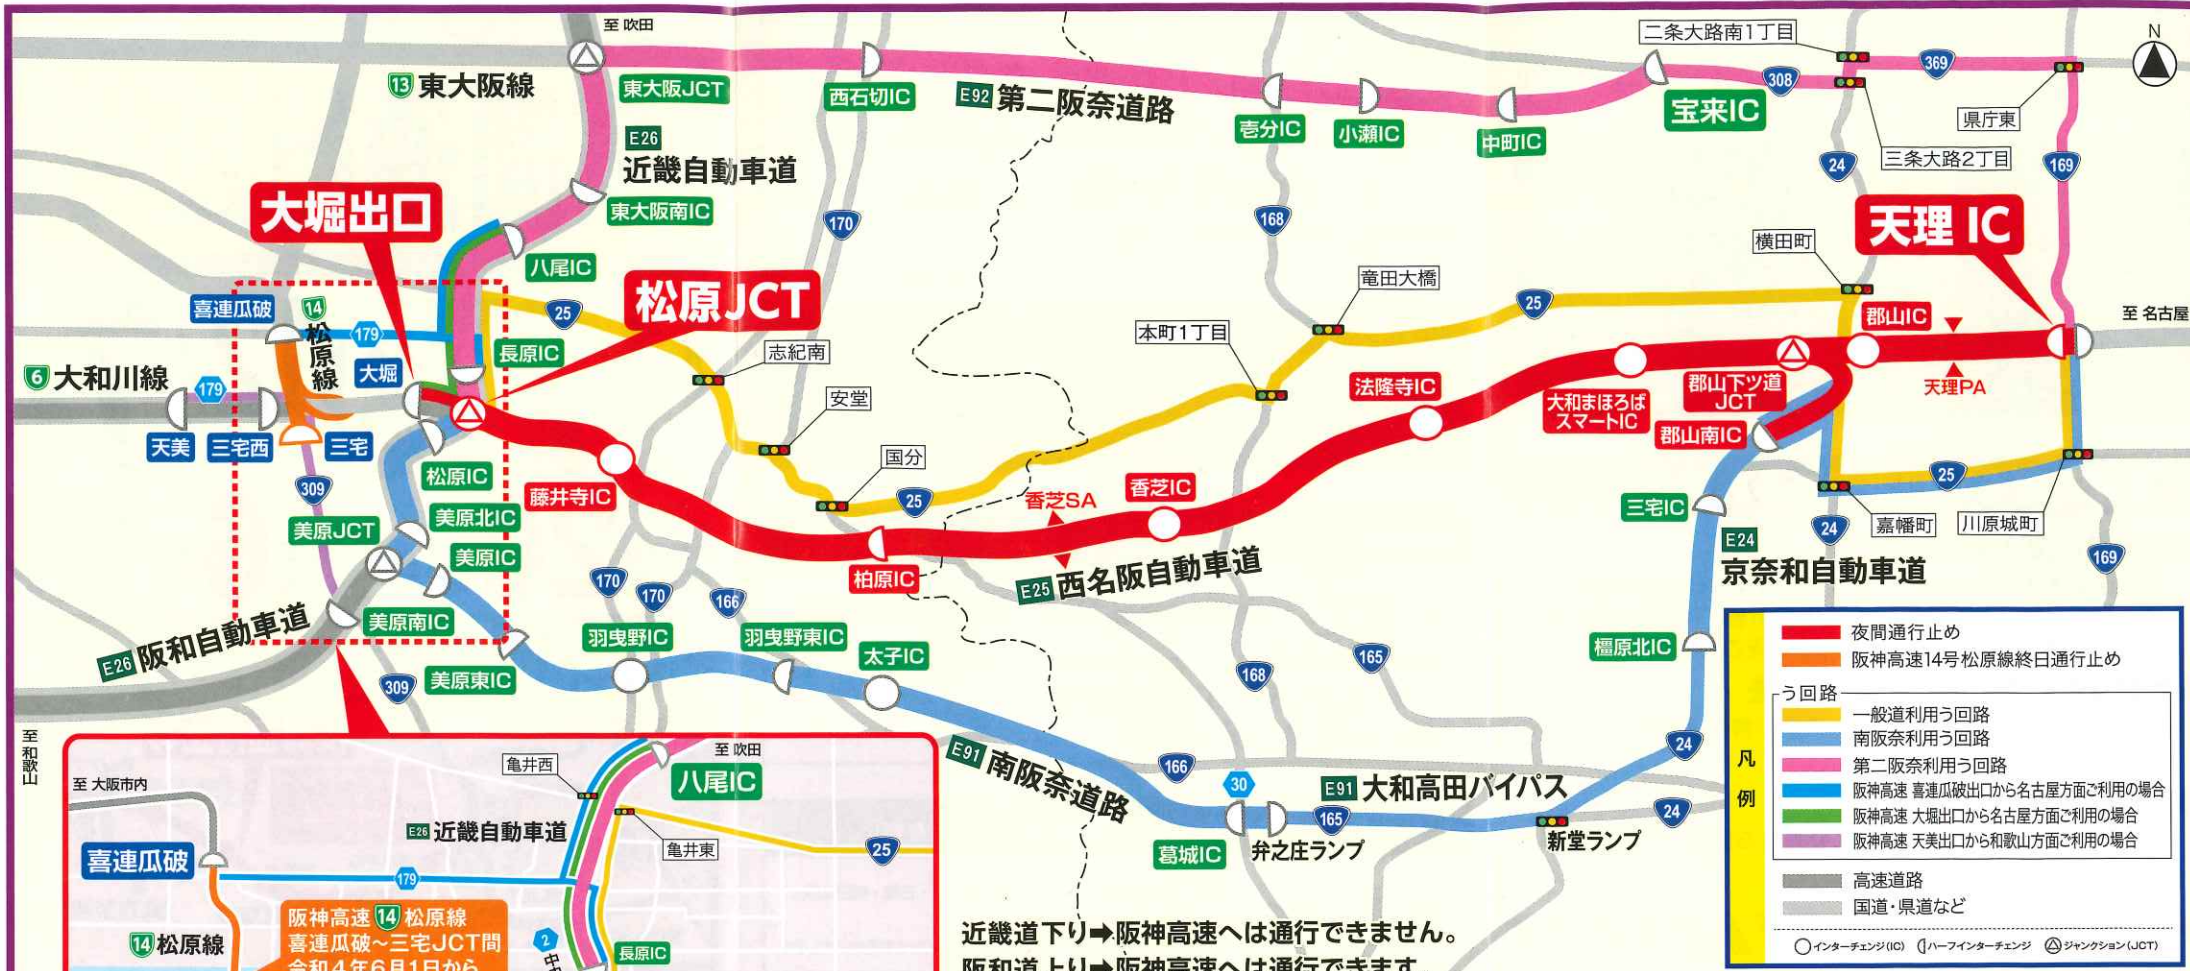 至 吹田
二条大路南1丁目
369
N
13 東大阪線
東大阪JCT
西石切IC
E92 第二阪奈道路
壱分IC
小瀬IC
中町IC
宝来IC
308
県庁東
三条大路2丁目
24
169
E26
近畿自動車道
東大阪南IC
170
168
大堀出口
八尾IC
天理 IC
横田町
松原JCT
竜田大橋
喜連瓜破
14
松原線
179
25
25
本町1丁目
郡山IC
至 名古屋
長原IC
志紀南
大堀
6 大和川線
179
天美
三宅西
三宅
安堂
法隆寺IC
大和まほろば
スマートIC
郡山下ツ道
JCT
天理PA
郡山南IC
松原IC
藤井寺IC
国分
25
香芝SA
香芝IC
25
309
美原JCT
美原北IC
美原IC
三宅IC
24
嘉幡町
川原城町
E24
京奈和自動車道
169
柏原IC
E25 西名阪自動車道
170
170
166
E26 阪和自動車道
美原南IC
羽曳野IC
羽曳野東IC
太子IC
309
美原東IC
168
165
橿原北IC
至 和歌山
E91 南阪奈道路
166
30
E91 大和高田バイパス
24
165
24
葛城IC
弁之庄ランプ
新堂ランプ
凡例
夜間通行止め
阪神高速14号松原線終日通行止め
う回路
一般道利用う回路
南阪奈利用う回路
第二阪奈利用う回路
阪神高速 喜連瓜破出口から名古屋方面ご利用の場合
阪神高速 大堀出口から名古屋方面ご利用の場合
阪神高速 天美出口から和歌山方面ご利用の場合
高速道路
国道・県道など
インターチェンジ(IC) ハーフインターチェンジ ジャンクション(JCT)
至 大阪市内
亀井西
至 吹田
八尾IC
E26 近畿自動車道
亀井東
25
喜連瓜破
179
14 松原線
阪神高速 14 松原線
喜連瓜破～三宅JCT間
令和4年6月1日から
2
長原IC
近畿道下り➡阪神高速へは通行できません。
阪和道上り➡阪神高速へは通行できます。